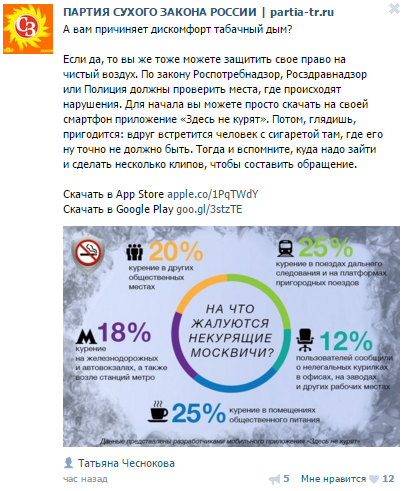 ПАРТИЯ СУХОГО ЗАКОНА РОССИИ | partia-tr.ru
СЗ
А вам причиняет дискомфорт табачный дым?
Если да, то вы же тоже можете защитить свое право на
чистый воздух. По закону Роспотребнадзор, Росздравнадзор
или Полиция должны проверить места, где происходят
нарушения. Для начала вы можете просто скачать на свой
смартфон приложение «Здесь не курят». Потом, глядишь,
пригодится: вдруг встретится человек с сигаретой там, где его
ну точно не должно быть. Тогда и вспомните, куда надо зайти
и сделать несколько клипов, чтобы составить обращение.
Скачать в App Store apple.co/1PqTWdY
Скачать в Google Play goo.gl/3stzTE
20%
курение в других
общественных
местах
25%
курение в поездах дальнего
следования и на платформах
пригородных поездов
НА ЧТО
ЖАЛУЮТСЯ
НЕКУРЯЩИЕ
МОСКВИЧИ?
18%
курение
на железнодорожных
и автовокзалах, а также
возле станций метро
12%
пользователей сообщили
о нелегальных курилках
в офисах, на заводах
и других рабочих местах
25%
курение в помещениях
общественного питания
Данные представлены разработчиками мобильного приложения «Здесь не курят»
Татьяна Чеснокова
час назад
5
Мне нравится
12